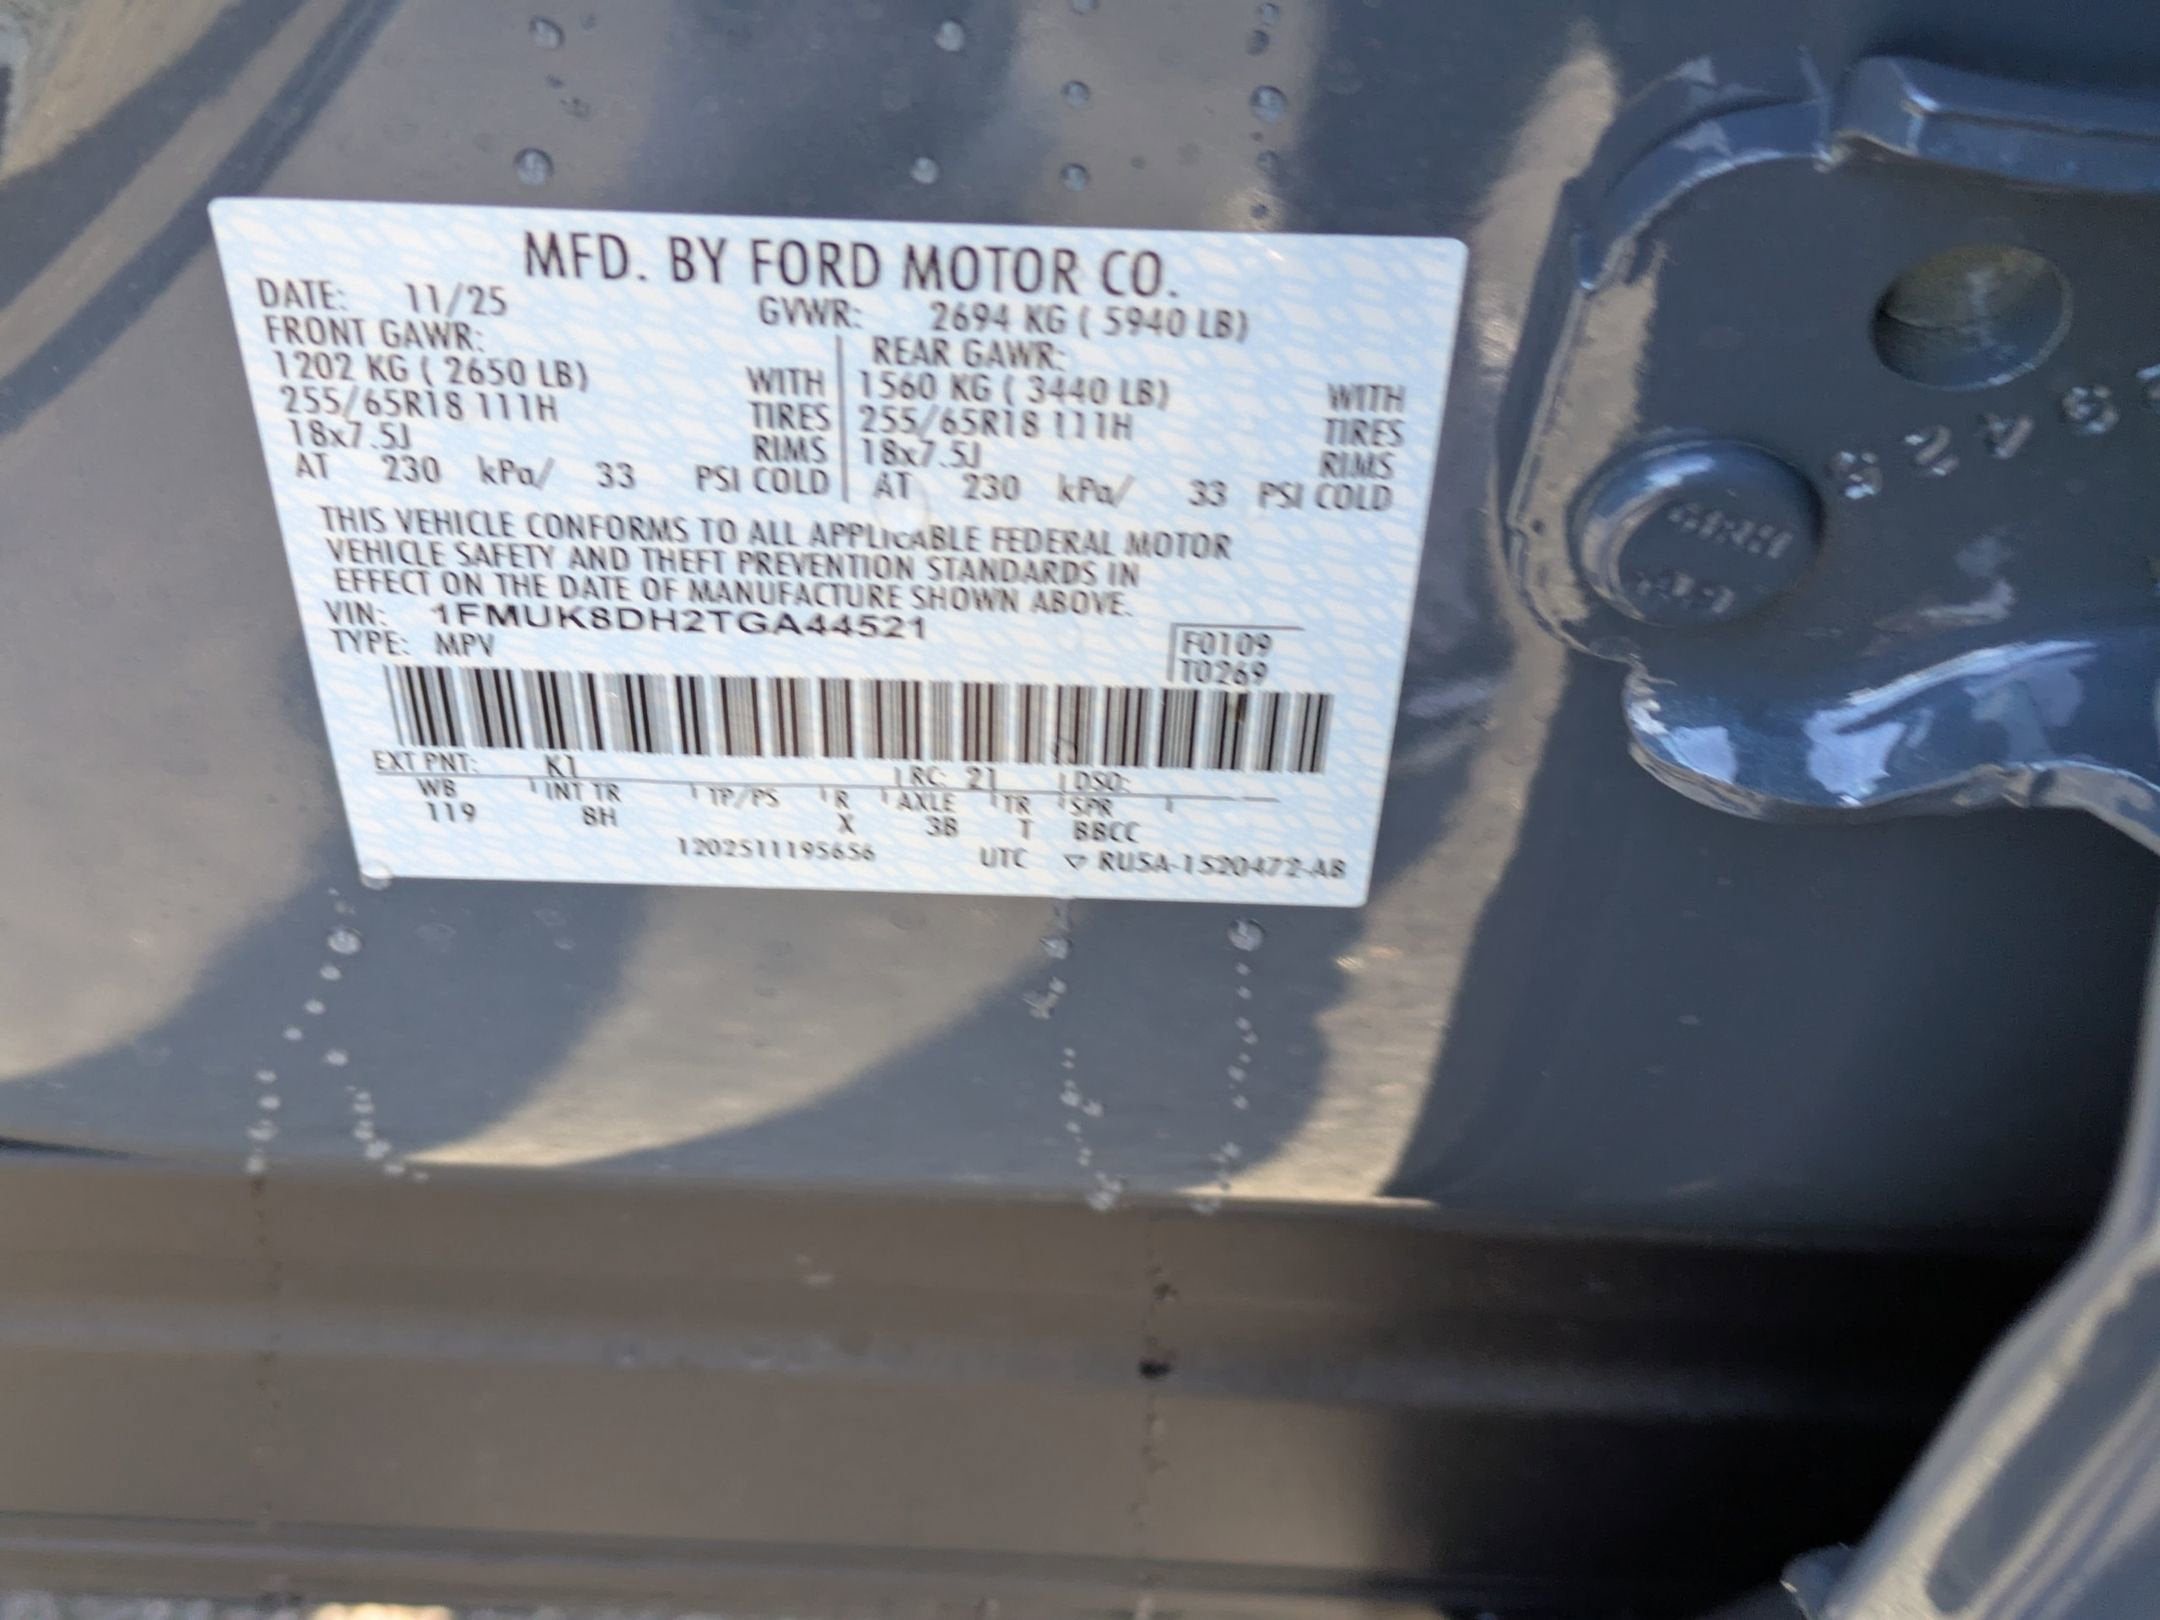 MFD. BY FORD MOTOR CO.
DATE: 11/25 GVWR: 2694 KG ( 5940 LB)
FRONT GAWR: REAR GAWR:
1202 KG ( 2650 LB) WITH 1560 KG ( 3440 LB) WITH
255/65R18 111H TIRES 255/65R18 111H TIRES
18x7.5J RIMS 18x7.5J RIMS
AT 230 kPa/ 33 PSI COLD AT 230 kPa/ 33 PSI COLD
THIS VEHICLE CONFORMS TO ALL APPLICABLE FEDERAL MOTOR
VEHICLE SAFETY AND THEFT PREVENTION STANDARDS IN
EFFECT ON THE DATE OF MANUFACTURE SHOWN ABOVE.
VIN: 1FMUK8DH2TGA44521
TYPE: MPV
F0109
T0269
EXT PNT: K1 RC: 21 DSO:
WB INT TR TP/PS R AXLE TR SPR
119 8H X 3B T BBCC
1202511195656 UTC ▽ RU5A-1520472-AB